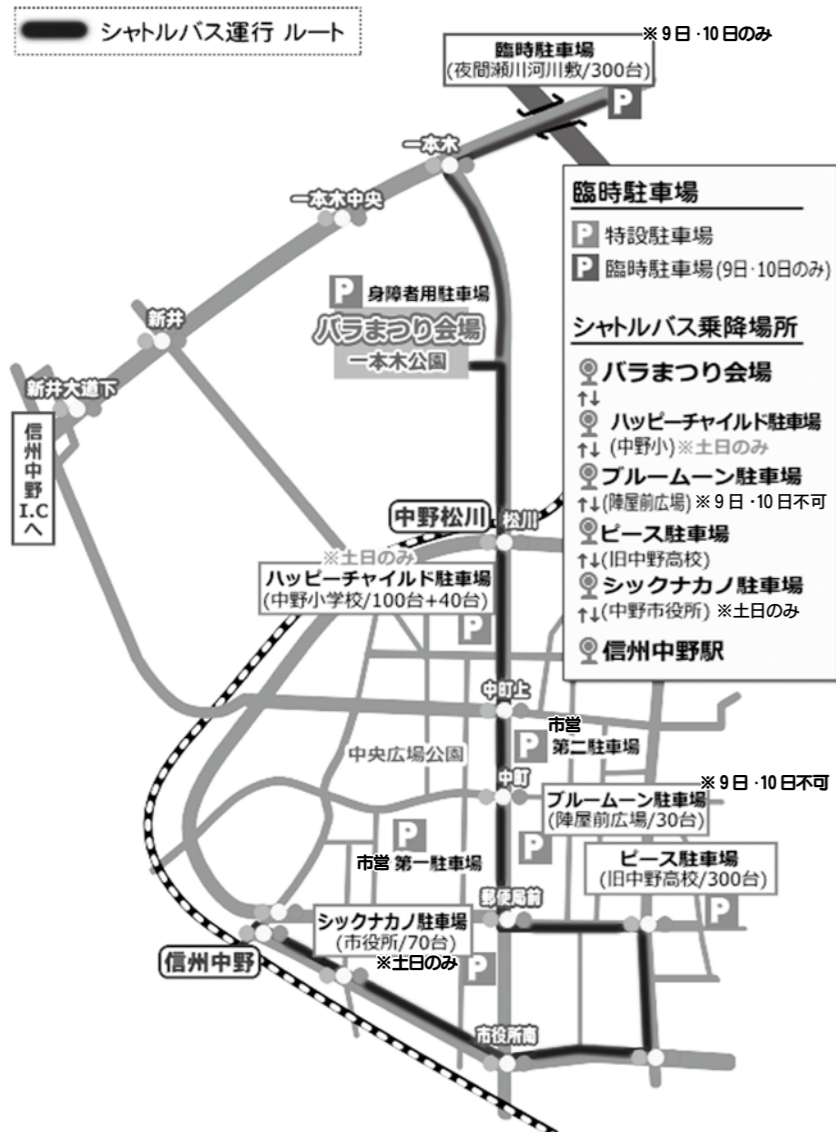 シャトルバス運行 ルート
※ 9日・10日のみ
臨時駐車場
(夜間瀬川河川敷/300台)
P
一本木
一本木中央
臨時駐車場
P 特設駐車場
P 臨時駐車場(9日・10日のみ)
シャトルバス乗降場所
バラまつり会場
↑↓
ハッピーチャイルド駐車場
↑↓ (中野小)※土日のみ
ブルームーン駐車場
↑↓(陣屋前広場) ※ 9日・10日不可
ピース駐車場
↑↓(旧中野高校)
シックナカノ駐車場
↑↓(中野市役所) ※土日のみ
信州中野駅
P 身障者用駐車場
バラまつり会場
一本木公園
新井
新井大道下
信州中野I.Cへ
中野松川
松川
※土日のみ
ハッピーチャイルド駐車場
(中野小学校/100台+40台)
P
中町上
市営
P 第二駐車場
中央広場公園
中町
※ 9日・10日不可
ブルームーン駐車場
(陣屋前広場/30台)
P
P
市営 第一駐車場
ピース駐車場
(旧中野高校/300台)
P
郵便局前
シックナカノ駐車場
(市役所/70台)
※土日のみ
P
信州中野
市役所南